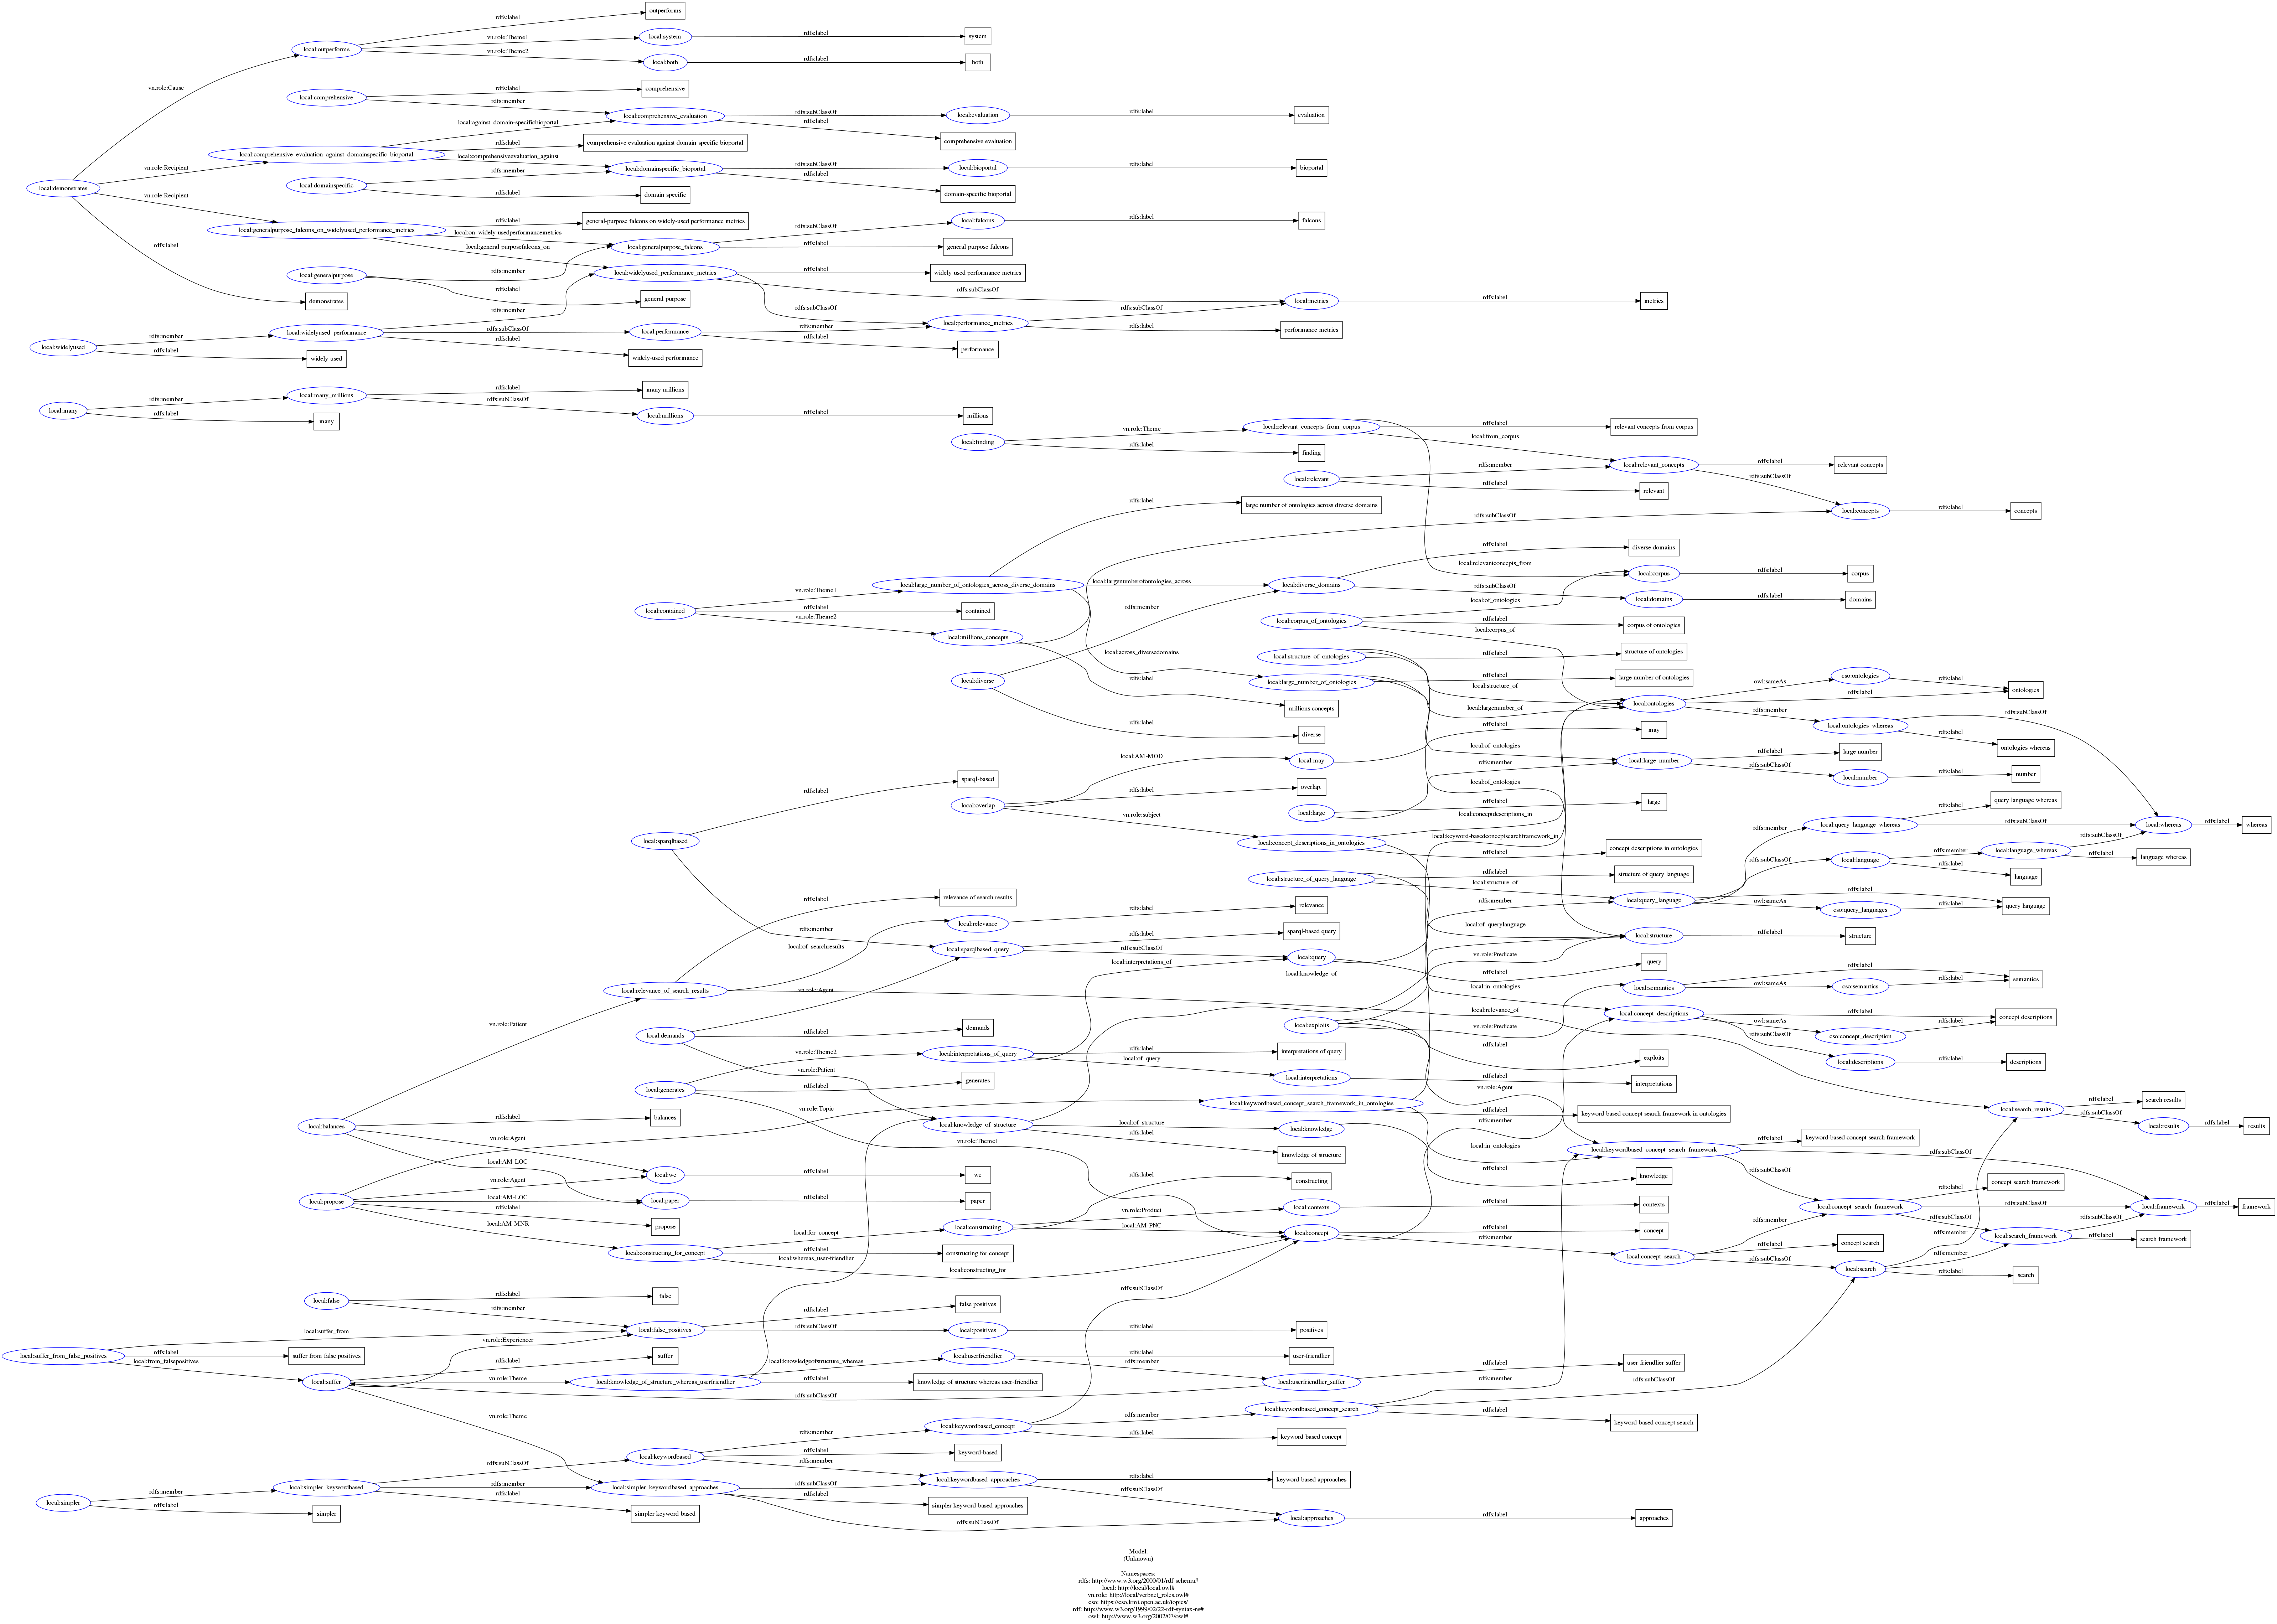 rdfs:label
outperforms
local:outperforms
vn.role:Theme1
local:system
rdfs:label
system
vn.role:Theme2
local:both
rdfs:label
both
vn.role:Cause
local:comprehensive
rdfs:label
comprehensive
rdfs:member
local:comprehensive_evaluation
rdfs:subClassOf
local:evaluation
rdfs:label
evaluation
local:against_domain-specificbioportal
rdfs:label
comprehensive evaluation
local:comprehensive_evaluation_against_domainspecific_bioportal
rdfs:label
comprehensive evaluation against domain-specific bioportal
vn.role:Recipient
local:comprehensivevaluation_against
local:domainspecific_bioportal
rdfs:subClassOf
local:bioportal
rdfs:label
bioportal
local:demonstrates
local:domainspecific
rdfs:member
rdfs:label
domain-specific
rdfs:label
domain-specific bioportal
vn.role:Recipient
local:generalpurpose_falcons_on_widelyused_performance_metrics
rdfs:label
general-purpose falcons on widely-used performance metrics
local:on_widely-usedperformancemetrics
local:general-purposefalcons_on
local:generalpurpose_falcons
rdfs:subClassOf
local:falcons
rdfs:label
falcons
rdfs:label
general-purpose falcons
rdfs:label
local:generalpurpose
rdfs:member
local:widelyused_performance_metrics
rdfs:label
widely-used performance metrics
rdfs:label
general-purpose
demonstrates
rdfs:subClassOf
local:metrics
rdfs:label
metrics
rdfs:member
rdfs:subClassOf
rdfs:subClassOf
local:widelyused
rdfs:member
local:widelyused_performance
rdfs:subClassOf
local:performance
rdfs:member
local:performance_metrics
rdfs:label
performance metrics
rdfs:label
widely-used
rdfs:label
widely-used performance
rdfs:label
performance
local:many
rdfs:member
local:many_millions
rdfs:label
many millions
rdfs:label
many
rdfs:subClassOf
local:millions
rdfs:label
millions
local:finding
vn.role:Theme
local:relevant_concepts_from_corpus
rdfs:label
relevant concepts from corpus
rdfs:label
finding
local:from_corpus
local:relevant
rdfs:member
local:relevant_concepts
rdfs:label
relevant concepts
rdfs:label
relevant
rdfs:subClassOf
rdfs:label
large number of ontologies across diverse domains
rdfs:subClassOf
local:concepts
rdfs:label
concepts
rdfs:label
diverse domains
local:relevantconcepts_from
local:contained
vn.role:Theme1
local:large_number_of_ontologies_across_diverse_domains
local:largenumberofontologies_across
local:diverse_domains
local:corpus
rdfs:label
corpus
rdfs:subClassOf
local:domains
rdfs:label
domains
rdfs:label
contained
vn.role:Theme2
local:millions_concepts
rdfs:member
local:of_ontologies
local:corpus_of_ontologies
rdfs:label
corpus of ontologies
local:corpus_of
local:across_diversedomains
local:structure_of_ontologies
rdfs:label
structure of ontologies
rdfs:label
local:diverse
local:large_number_of_ontologies
rdfs:label
large number of ontologies
local:structure_of
owl:sameAs
cso:ontologies
rdfs:label
millions concepts
local:largenumber_of
local:ontologies
rdfs:label
ontologies
rdfs:label
diverse
rdfs:label
may
rdfs:member
local:ontologies_whereas
rdfs:subClassOf
rdfs:label
ontologies whereas
local:AM-MOD
local:may
local:of_ontologies
rdfs:label
large number
rdfs:label
sparql-based
rdfs:member
local:large_number
rdfs:subClassOf
local:number
rdfs:label
number
rdfs:label
overlap.
local:of_ontologies
local:overlap
vn.role:subject
local:large
rdfs:label
large
rdfs:label
query language whereas
local:conceptdescriptions_in
local:sparqlbased
local:concept_descriptions_in_ontologies
local:keyword-basedconceptsearchframework_in
rdfs:label
concept descriptions in ontologies
rdfs:member
local:query_language_whereas
rdfs:subClassOf
local:whereas
rdfs:label
whereas
rdfs:subClassOf
local:language
rdfs:member
local:language_whereas
rdfs:subClassOf
rdfs:label
language whereas
rdfs:label
language
local:structure_of_query_language
rdfs:label
structure of query language
local:structure_of
rdfs:label
relevance of search results
rdfs:label
relevance
rdfs:member
local:query_language
rdfs:label
owl:sameAs
cso:query_languages
rdfs:label
query language
local:relevance
rdfs:member
local:of_searchresults
rdfs:label
sparql-based query
local:of_querylanguage
local:structure
rdfs:label
structure
local:sparqlbased_query
rdfs:subClassOf
local:query
vn.role:Predicate
query
local:interpretations_of
local:knowledge_of
rdfs:label
rdfs:label
semantics
local:relevance_of_search_results
vn.role:Agent
local:in_ontologies
local:semantics
owl:sameAs
cso:semantics
rdfs:label
vn.role:Patient
local:relevance_of
local:concept_descriptions
rdfs:label
concept descriptions
local:demands
rdfs:label
demands
local:exploits
vn.role:Predicate
owl:sameAs
cso:concept_description
rdfs:label
vn.role:Theme2
local:interpretations_of_query
rdfs:label
interpretations of query
rdfs:label
exploits
rdfs:subClassOf
local:descriptions
rdfs:label
descriptions
vn.role:Patient
local:of_query
local:interpretations
rdfs:label
interpretations
local:generates
rdfs:label
generates
vn.role:Agent
vn.role:Topic
local:keywordbased_concept_search_framework_in_ontologies
rdfs:label
keyword-based concept search framework in ontologies
local:search_results
rdfs:label
search results
rdfs:subClassOf
local:results
rdfs:label
results
local:balances
rdfs:label
balances
local:knowledge_of_structure
local:of_structure
local:knowledge
rdfs:member
rdfs:label
knowledge of structure
vn.role:Agent
vn.role:Theme1
local:in_ontologies
local:keywordbased_concept_search_framework
rdfs:label
keyword-based concept search framework
rdfs:subClassOf
local:AM-LOC
local:we
rdfs:label
we
rdfs:label
constructing
rdfs:label
knowledge
rdfs:subClassOf
rdfs:label
concept search framework
vn.role:Agent
local:propose
local:AM-LOC
local:paper
rdfs:label
paper
rdfs:label
propose
local:AM-MNR
vn.role:Product
local:contexts
rdfs:label
contexts
local:concept_search_framework
rdfs:subClassOf
local:framework
rdfs:label
framework
local:for_concept
local:constructing
local:AM-PNC
local:concept
rdfs:label
concept
rdfs:member
rdfs:subClassOf
rdfs:subClassOf
local:search_framework
rdfs:label
search framework
local:constructing_for_concept
rdfs:label
constructing for concept
local:whereas_user-friendlier
rdfs:member
local:concept_search
rdfs:label
concept search
rdfs:member
local:constructing_for
rdfs:subClassOf
local:search
rdfs:member
rdfs:label
search
rdfs:subClassOf
local:false
rdfs:label
false
rdfs:member
rdfs:label
false positives
local:suffer_from
local:false_positives
rdfs:subClassOf
local:positives
rdfs:label
positives
vn.role:Experiencer
local:suffer_from_false_positives
rdfs:label
suffer from false positives
local:from_falsepositives
rdfs:label
suffer
local:knowledgeofstructure_whereas
local:userfriendlier
rdfs:label
user-friendlier
rdfs:member
rdfs:label
user-friendlier suffer
local:suffer
vn.role:Theme
local:knowledge_of_structure_whereas_userfriendlier
rdfs:label
knowledge of structure whereas user-friendlier
local:userfriendlier_suffer
rdfs:subClassOf
rdfs:member
rdfs:subClassOf
vn.role:Theme
local:keywordbased_concept_search
rdfs:label
keyword-based concept search
local:keywordbased_concept
rdfs:member
rdfs:label
keyword-based concept
rdfs:member
local:keywordbased
rdfs:label
keyword-based
rdfs:subClassOf
rdfs:member
local:keywordbased_approaches
rdfs:label
keyword-based approaches
local:simpler
rdfs:member
local:simpler_keywordbased
rdfs:member
local:simpler_keywordbased_approaches
rdfs:subClassOf
rdfs:subClassOf
rdfs:label
simpler
rdfs:label
simpler keyword-based
rdfs:label
simpler keyword-based approaches
rdfs:subClassOf
local:approaches
rdfs:label
approaches
Model:
(Unknown)
Namespaces:
rdfs: http://www.w3.org/2000/01/rdf-schema#
local: http://local/local.owl#
vn.role: http://local/verbnet_roles.owl#
cso: https://cso.kmi.open.ac.uk/topics/
rdf: http://www.w3.org/1999/02/22-rdf-syntax-ns#
owl: http://www.w3.org/2002/07/owl#